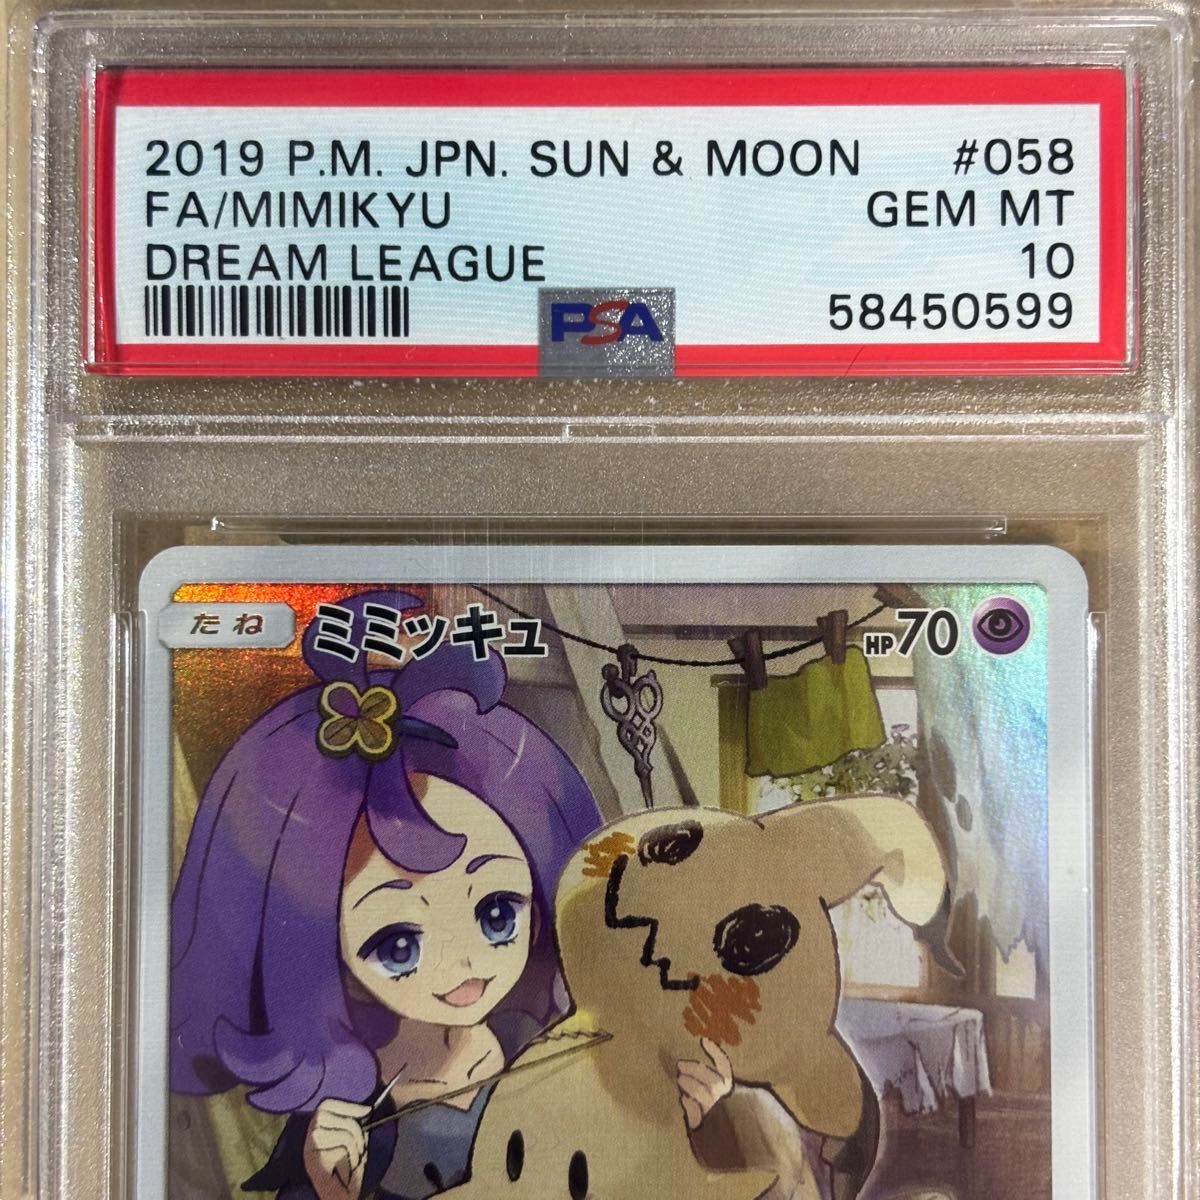 2019 P.M. JPN. SUN & MOON #058
FA/MIMIKYU GEM MT
DREAM LEAGUE 10
PSA 58450599
たね ミミッキュ HP70